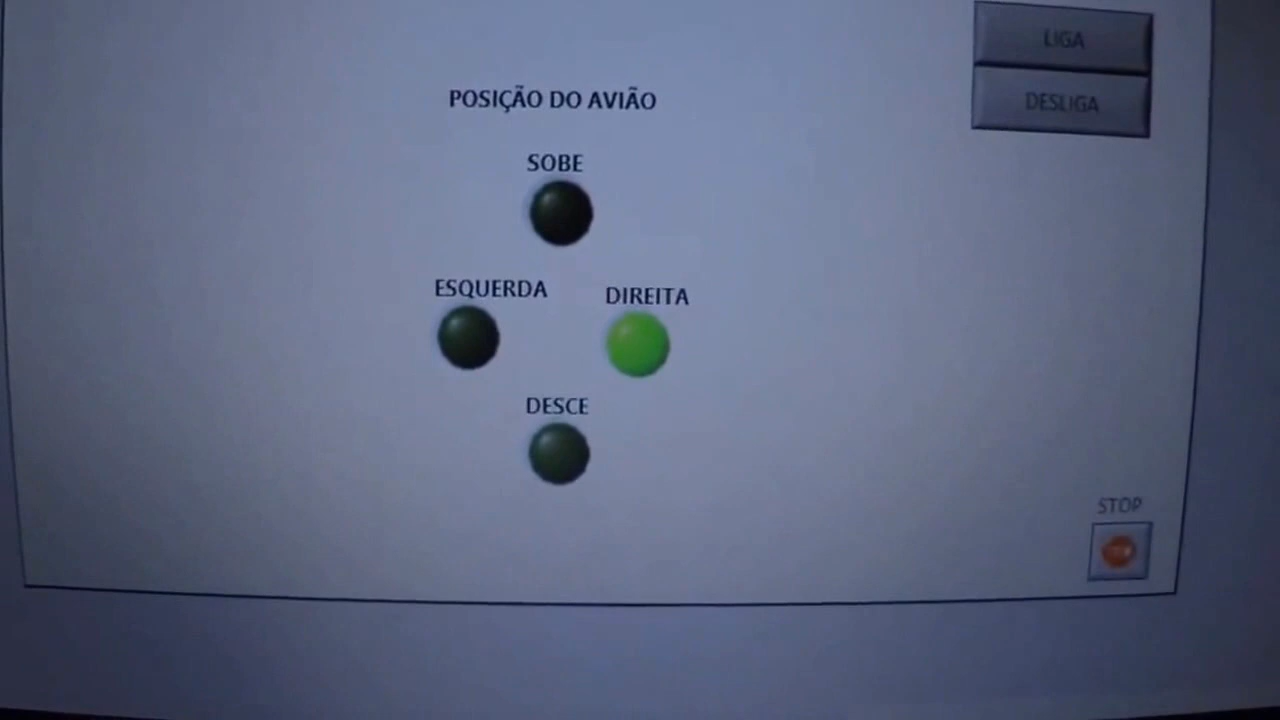 LIGA
DESLIGA
POSIÇÃO DO AVIÃO
SOBE
ESQUERDA
DIREITA
DESCE
STOP